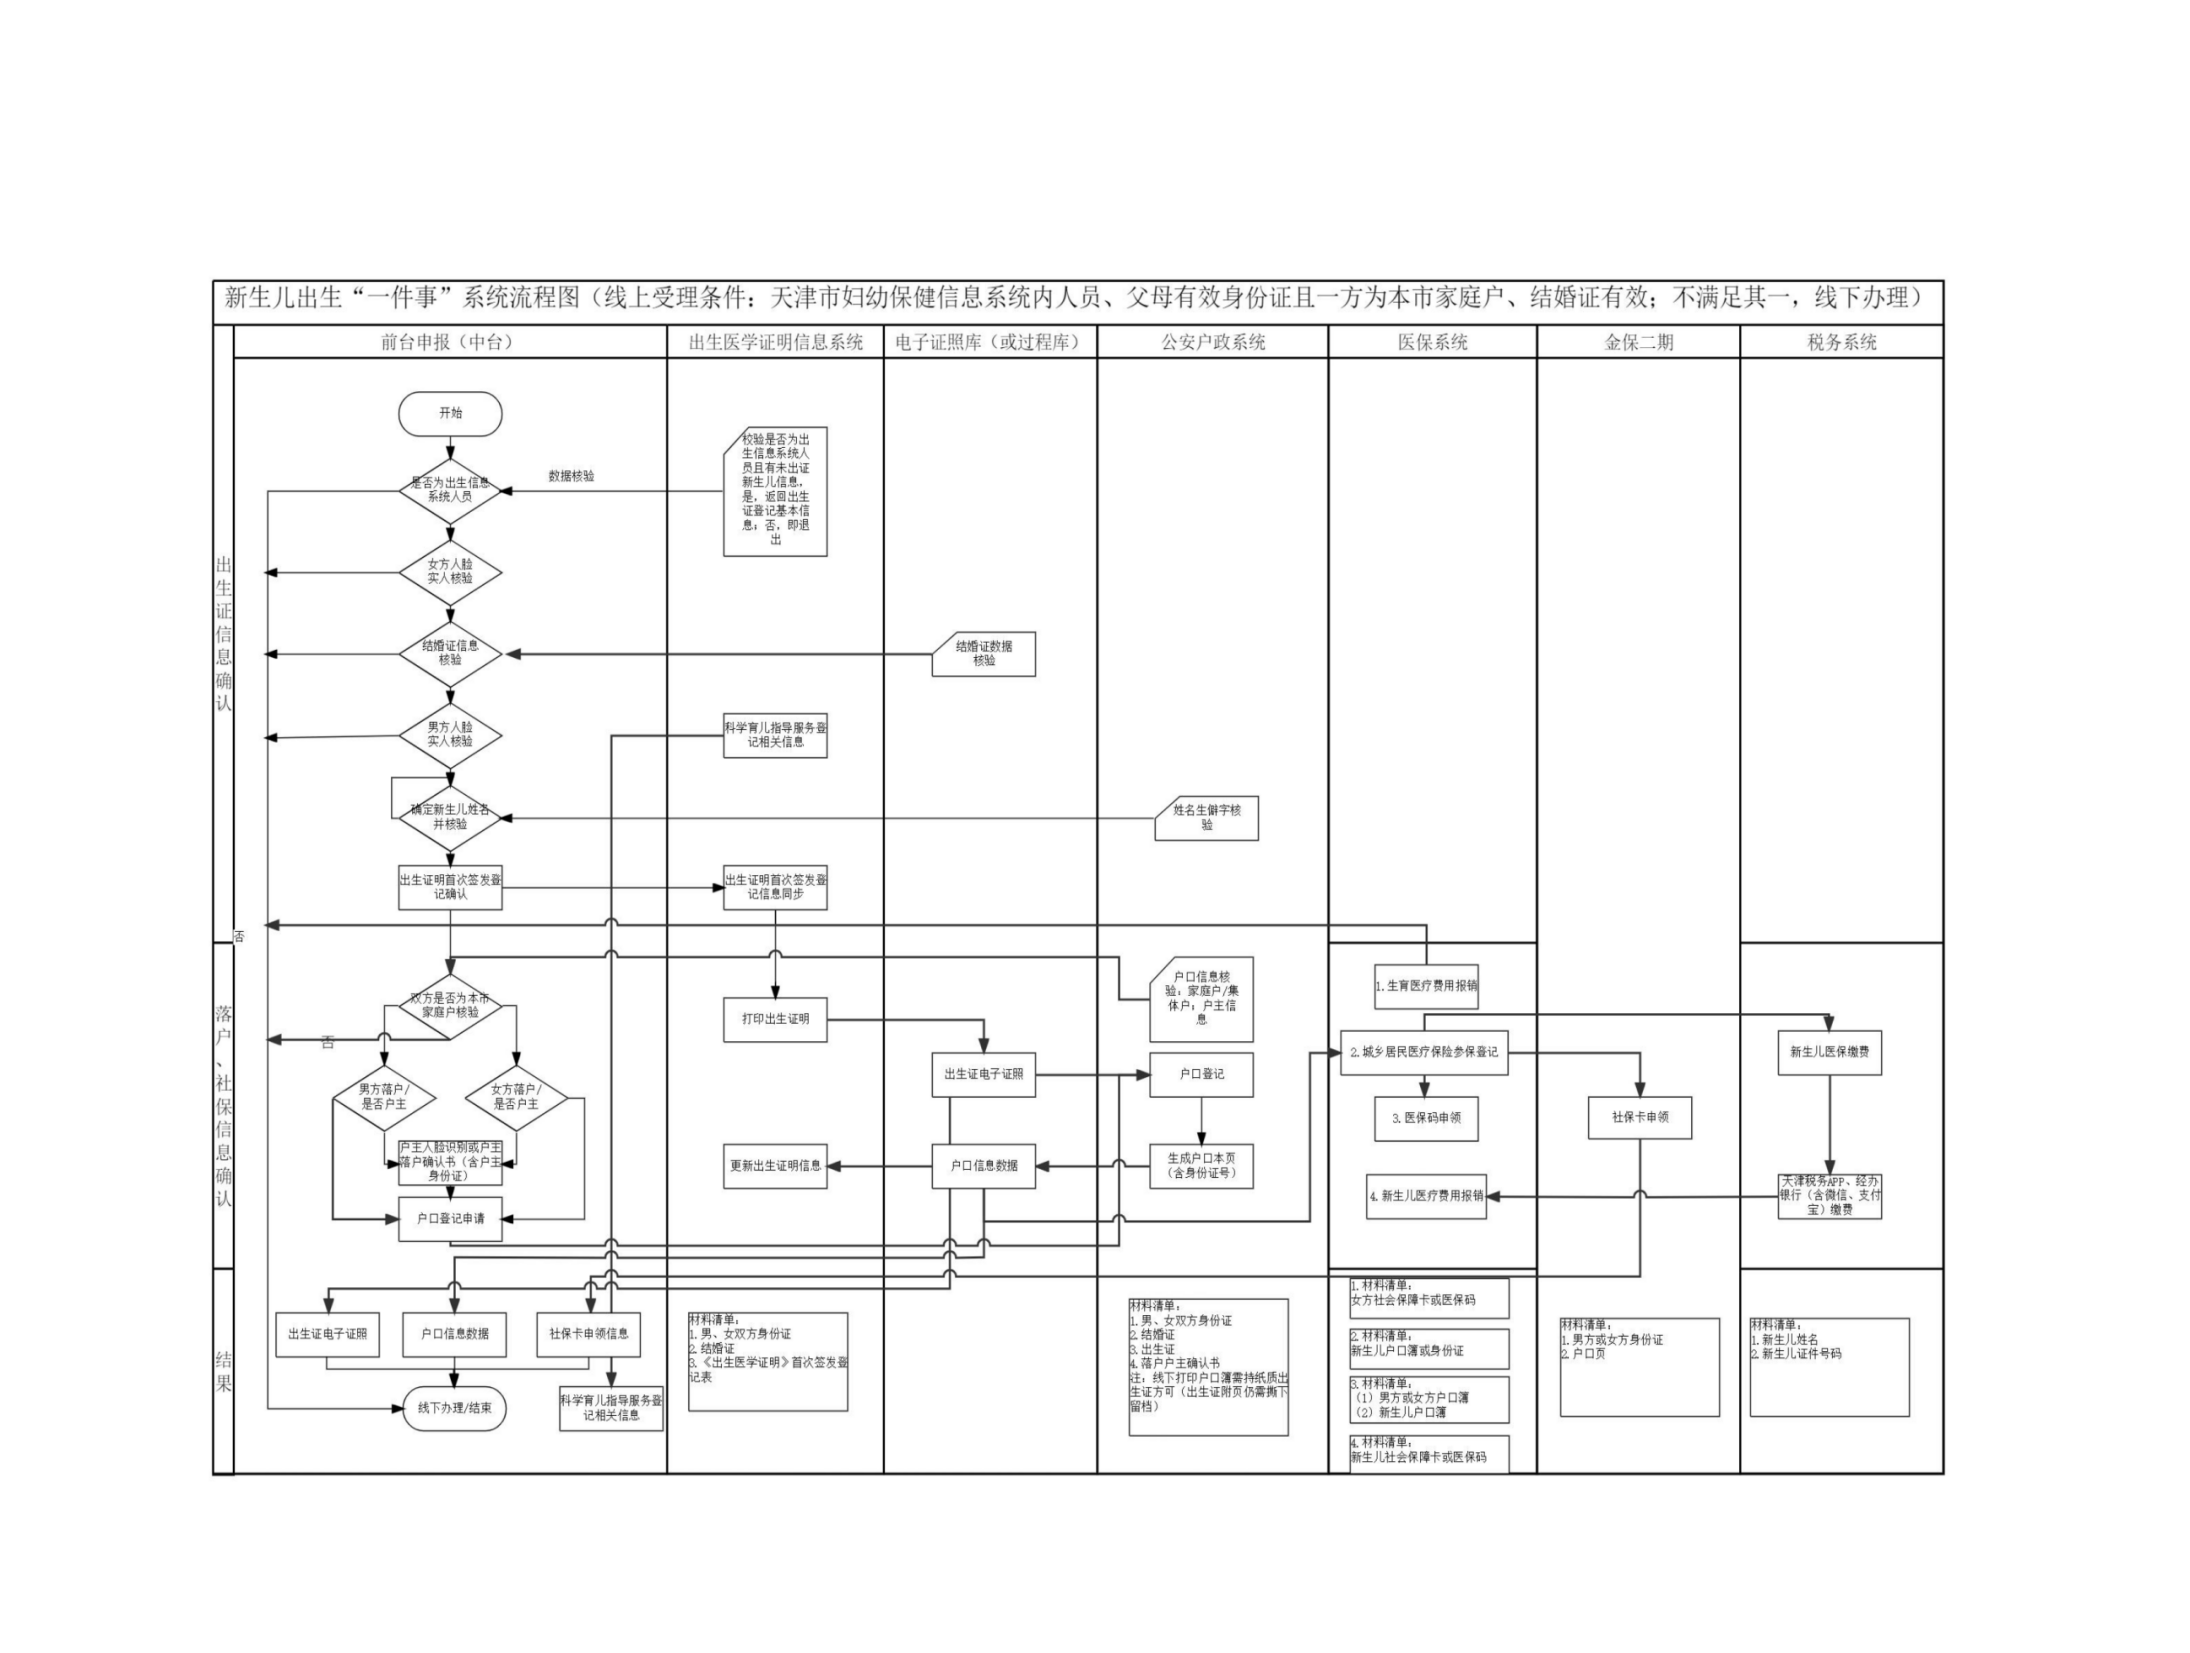 新生儿出生“一件事”系统流程图（线上受理条件：天津市妇幼保健信息系统内人员、父母有效身份证且一方为本市家庭户、结婚证有效；不满足其一，线下办理）
前台申报（中台）
出生医学证明信息系统
电子证照库（或过程库）
公安户政系统
医保系统
金保二期
税务系统
出生证信息确认
开始
是否为出生信息
系统人员
数据核验
校验是否为出
生信息系统人
员且有未出证
新生儿信息，
是，返回出生
证登记基本信
息；否，即退
出
女方人脸
实人核验
结婚证信息
核验
结婚证数据
核验
男方人脸
实人核验
科学育儿指导服务登
记相关信息
确定新生儿姓名
并核验
姓名生僻字核
验
出生证明首次签发登
记确认
出生证明首次签发登
记信息同步
否
落户、社保信息确认
双方是否为本市
家庭户核验
否
打印出生证明
户口信息核
验：家庭户/集
体户；户主信
息
1.生育医疗费用报销
出生证电子证照
户口登记
2.城乡居民医疗保险参保登记
新生儿医保缴费
男方落户/
是否户主
女方落户/
是否户主
3.医保码申领
社保卡申领
户主人脸识别或户主
落户确认书（含户主
身份证）
更新出生证明信息
户口信息数据
生成户口本页
（含身份证号）
4.新生儿医疗费用报销
天津税务APP、经办
银行（含微信、支付
宝）缴费
户口登记申请
结果
出生证电子证照
户口信息数据
社保卡申领信息
线下办理/结束
科学育儿指导服务登
记相关信息
材料清单：
1.男、女双方身份证
2.结婚证
3.《出生医学证明》首次签发登
记表
材料清单：
1.男、女双方身份证
2.结婚证
3.出生证
4.落户户主确认书
注：线下打印户口簿需持纸质出
生证方可（出生证附页仍需撕下
留档）
1.材料清单：
女方社会保障卡或医保码
2.材料清单：
新生儿户口簿或身份证
3.材料清单：
（1）男方或女方户口簿
（2）新生儿户口簿
4.材料清单：
新生儿社会保障卡或医保码
材料清单：
1.男方或女方身份证
2.户口页
材料清单：
1.新生儿姓名
2.新生儿证件号码